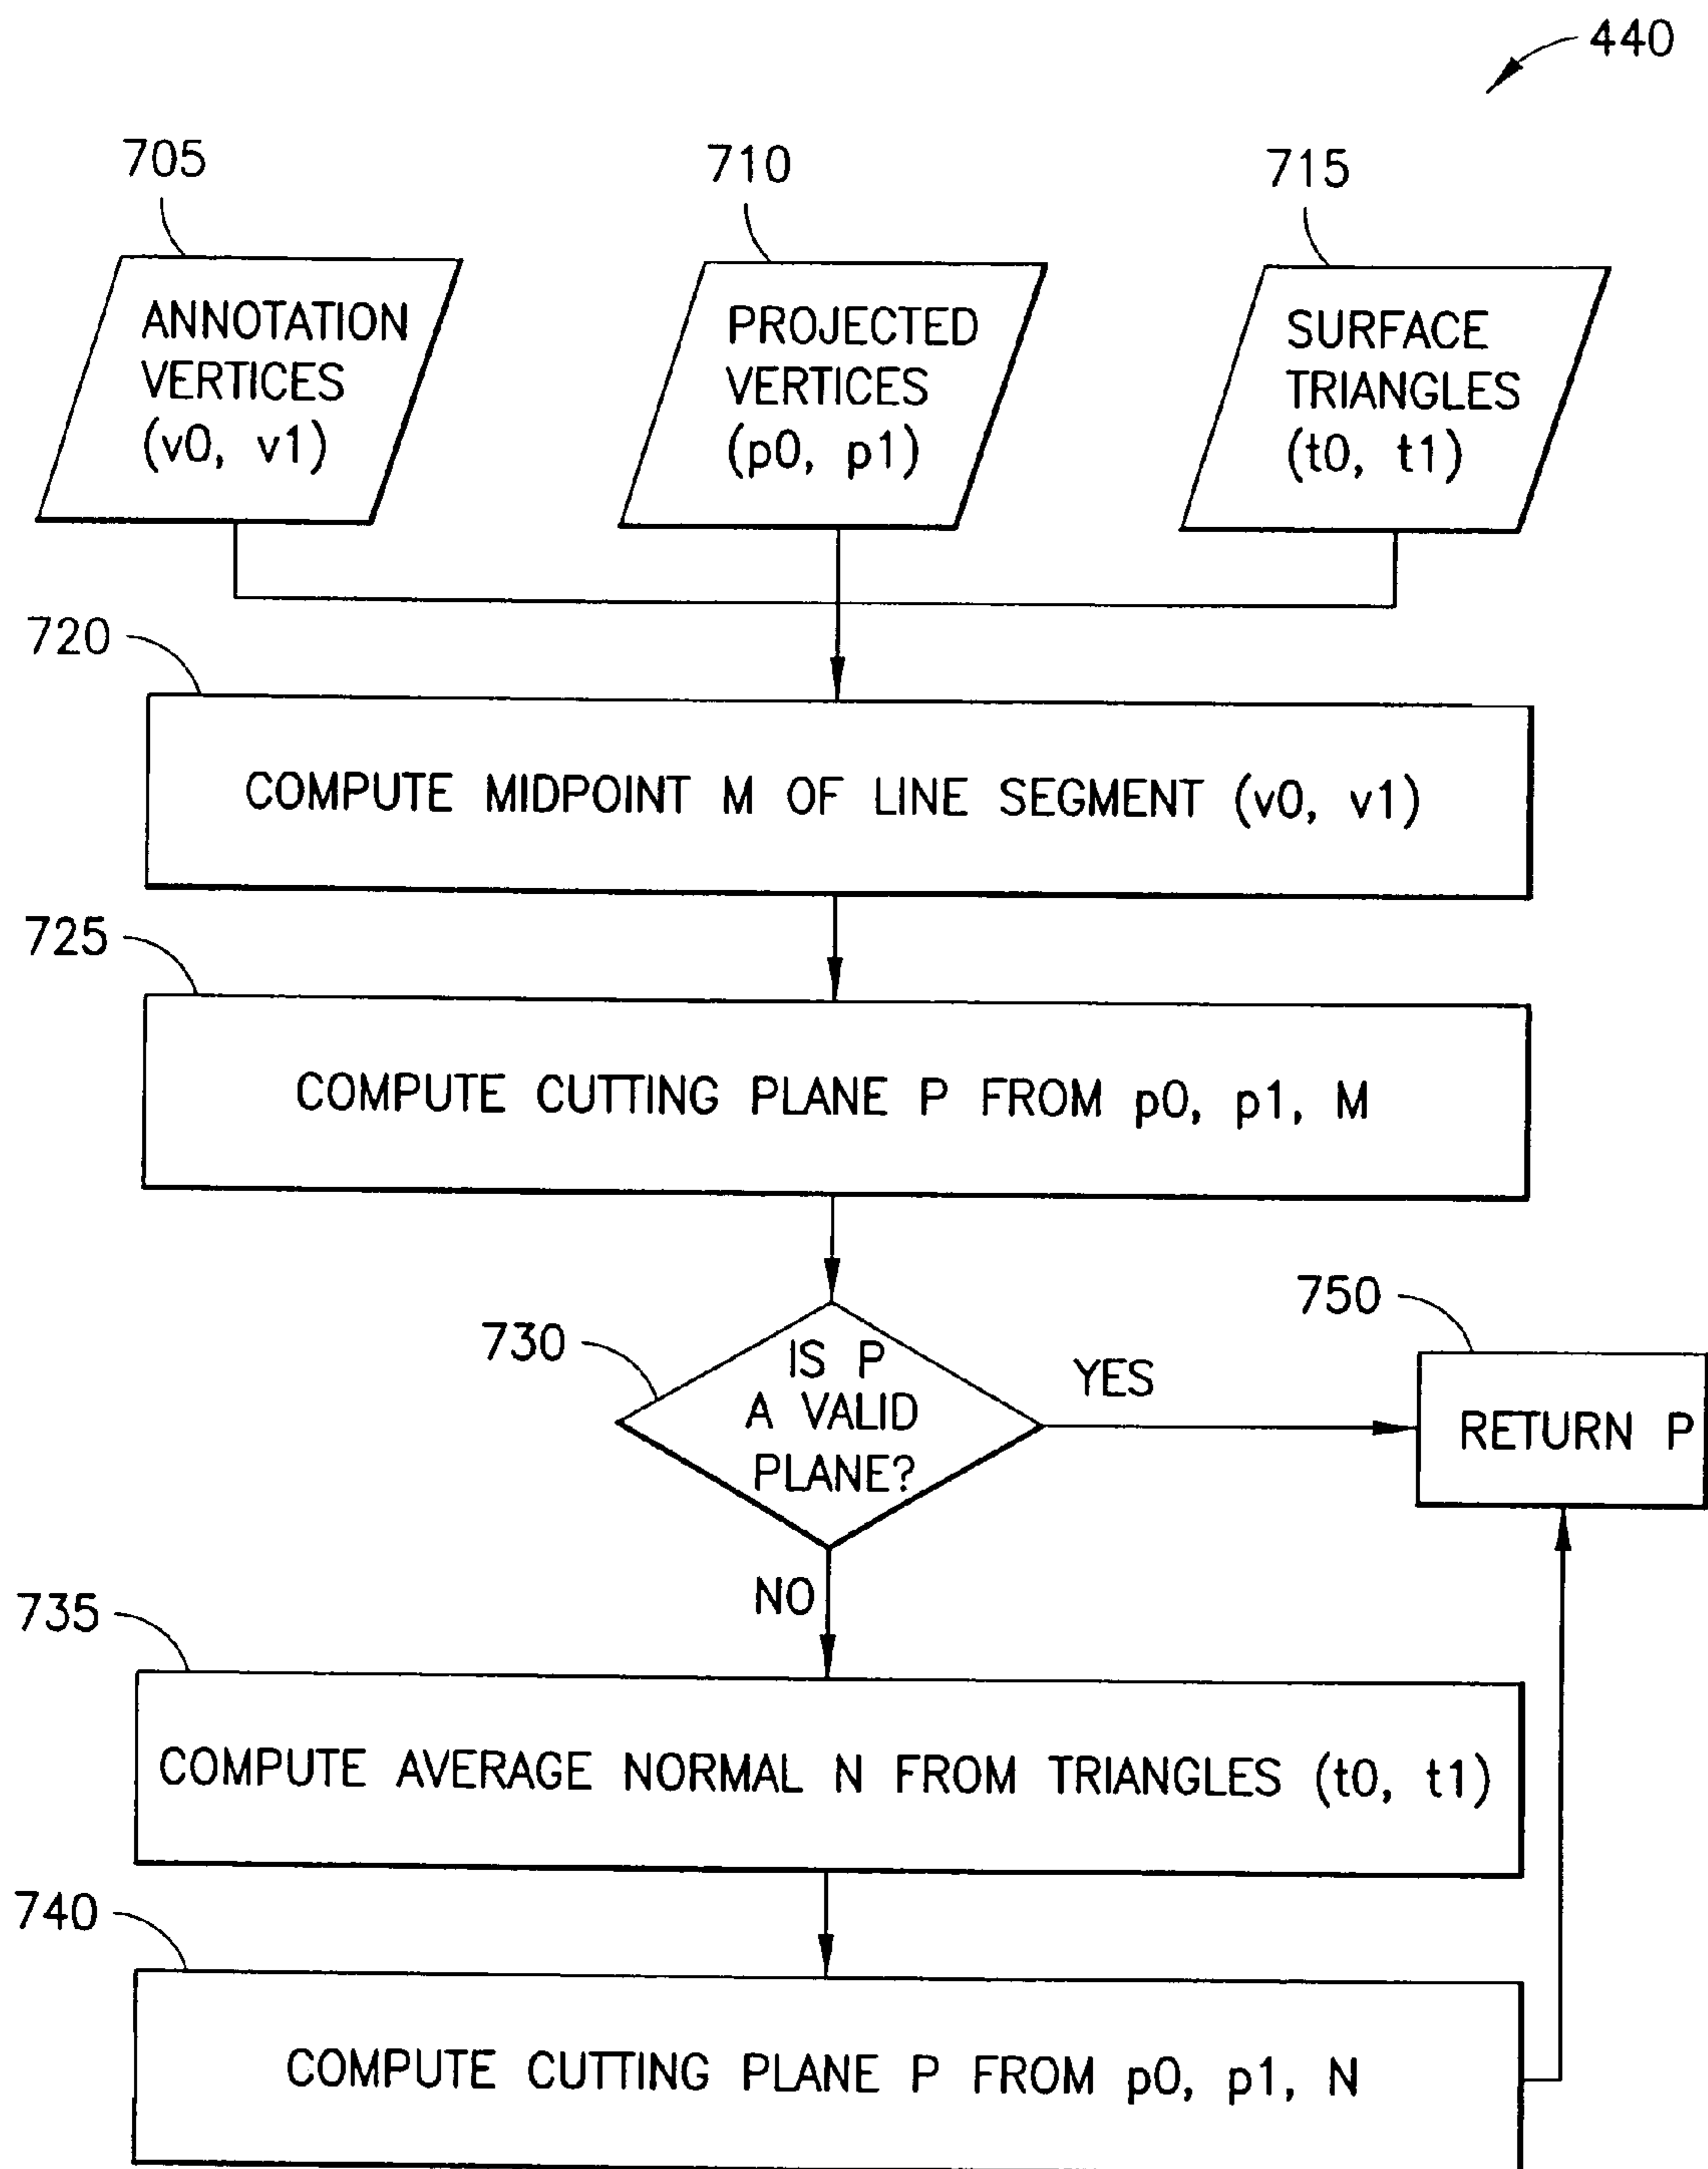 440
705
710
715
ANNOTATION
VERTICES
(v0, v1)
PROJECTED
VERTICES
(p0, p1)
SURFACE
TRIANGLES
(t0, t1)
720
COMPUTE MIDPOINT M OF LINE SEGMENT (v0, v1)
725
COMPUTE CUTTING PLANE P FROM p0, p1, M
730
IS P
A VALID
PLANE?
YES
750
RETURN P
NO
735
COMPUTE AVERAGE NORMAL N FROM TRIANGLES (t0, t1)
740
COMPUTE CUTTING PLANE P FROM p0, p1, N